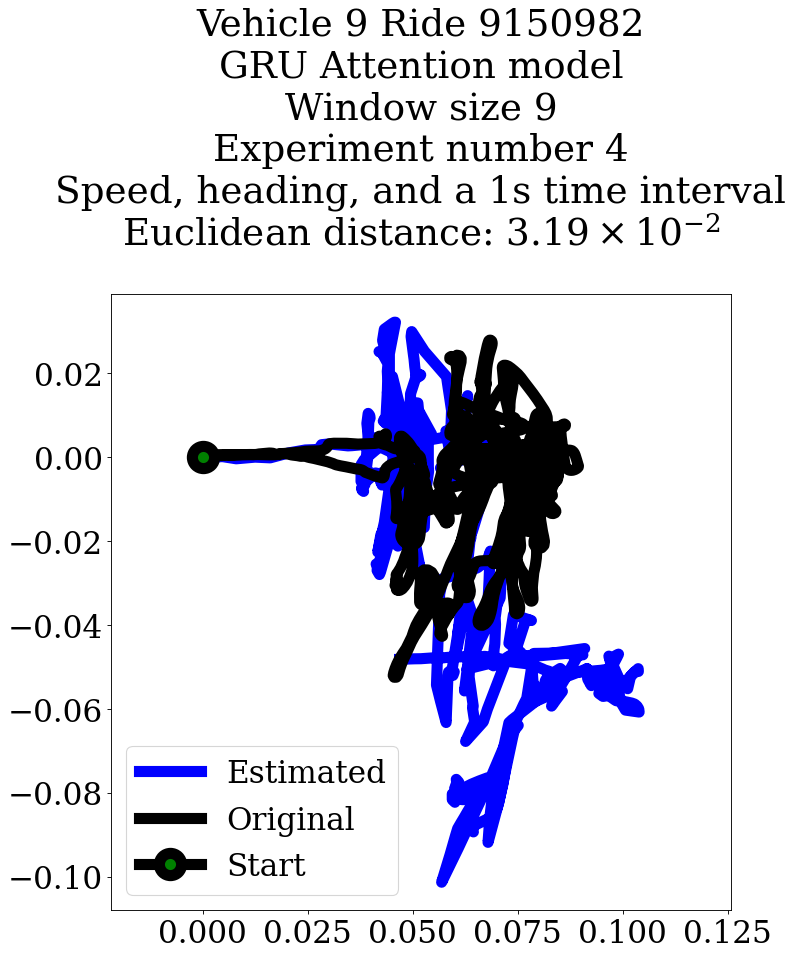 Vehicle 9 Ride 9150982
GRU Attention model
Window size 9
Experiment number 4
Speed, heading, and a 1s time interval
Euclidean distance: 3.19 × 10⁻²
0.02
0.00
−0.02
−0.04
−0.06
−0.08
−0.10
Estimated
Original
Start
0.000 0.025 0.050 0.075 0.100 0.125